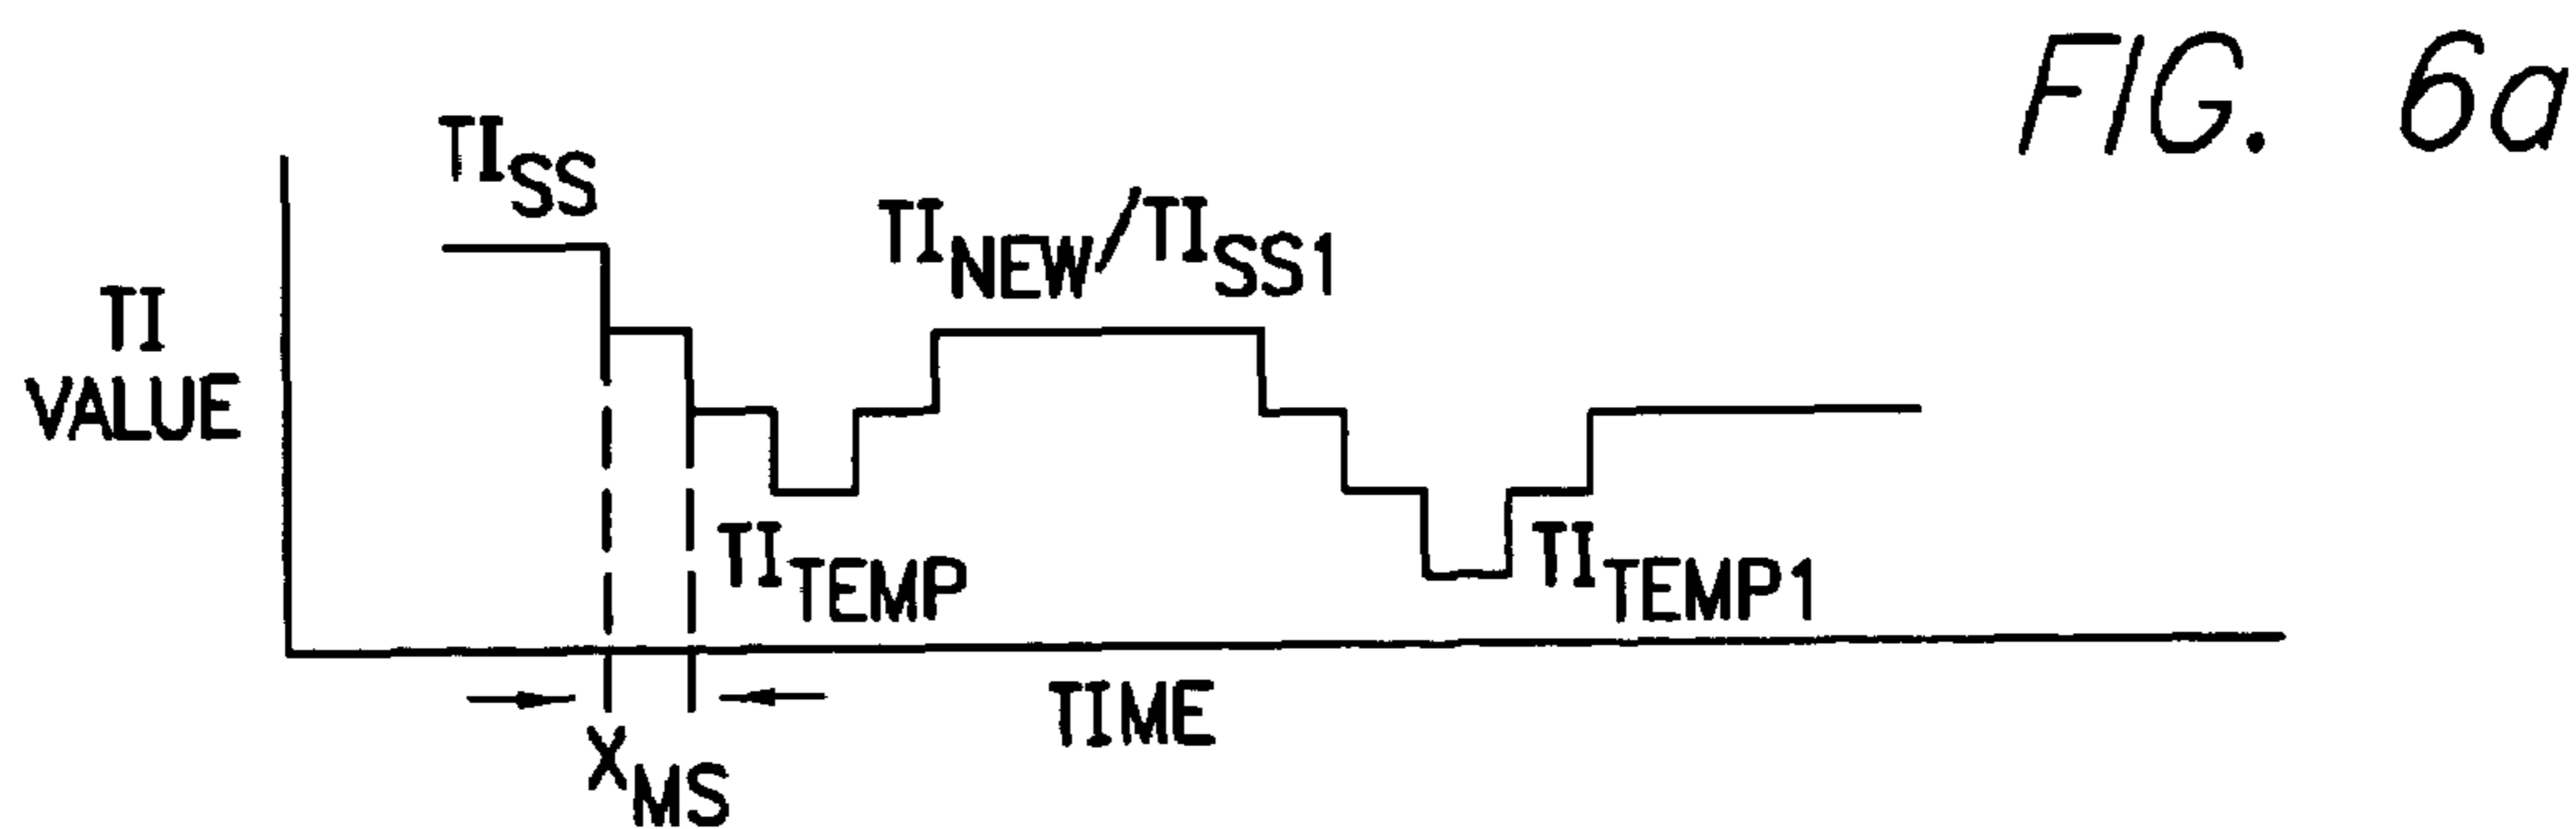 FIG. 6a
TI_SS
TI_NEW/TI_SS1
TI
VALUE
TI_TEMP
TI_TEMP1
TIME
X_MS